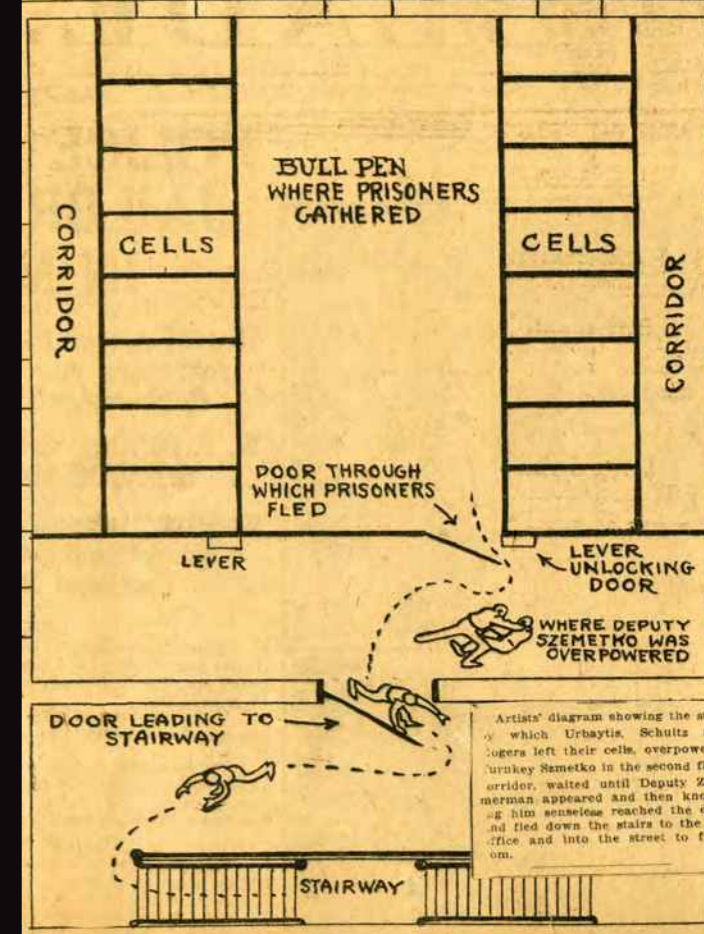 BULL PEN
WHERE PRISONERS
GATHERED
CORRIDOR
CELLS
CELLS
CORRIDOR
DOOR THROUGH
WHICH PRISONERS
FLED
LEVER
LEVER
UNLOCKING
DOOR
WHERE DEPUTY
SZEMETKO WAS
OVERPOWERED
DOOR LEADING TO
STAIRWAY
Artists' diagram showing the
which Urbaytis, Schultz
left their cells,
Szmetko in the second
waited until Deputy
appeared and then
him senseless reached the
fled down the stairs to the
and into the street to
STAIRWAY